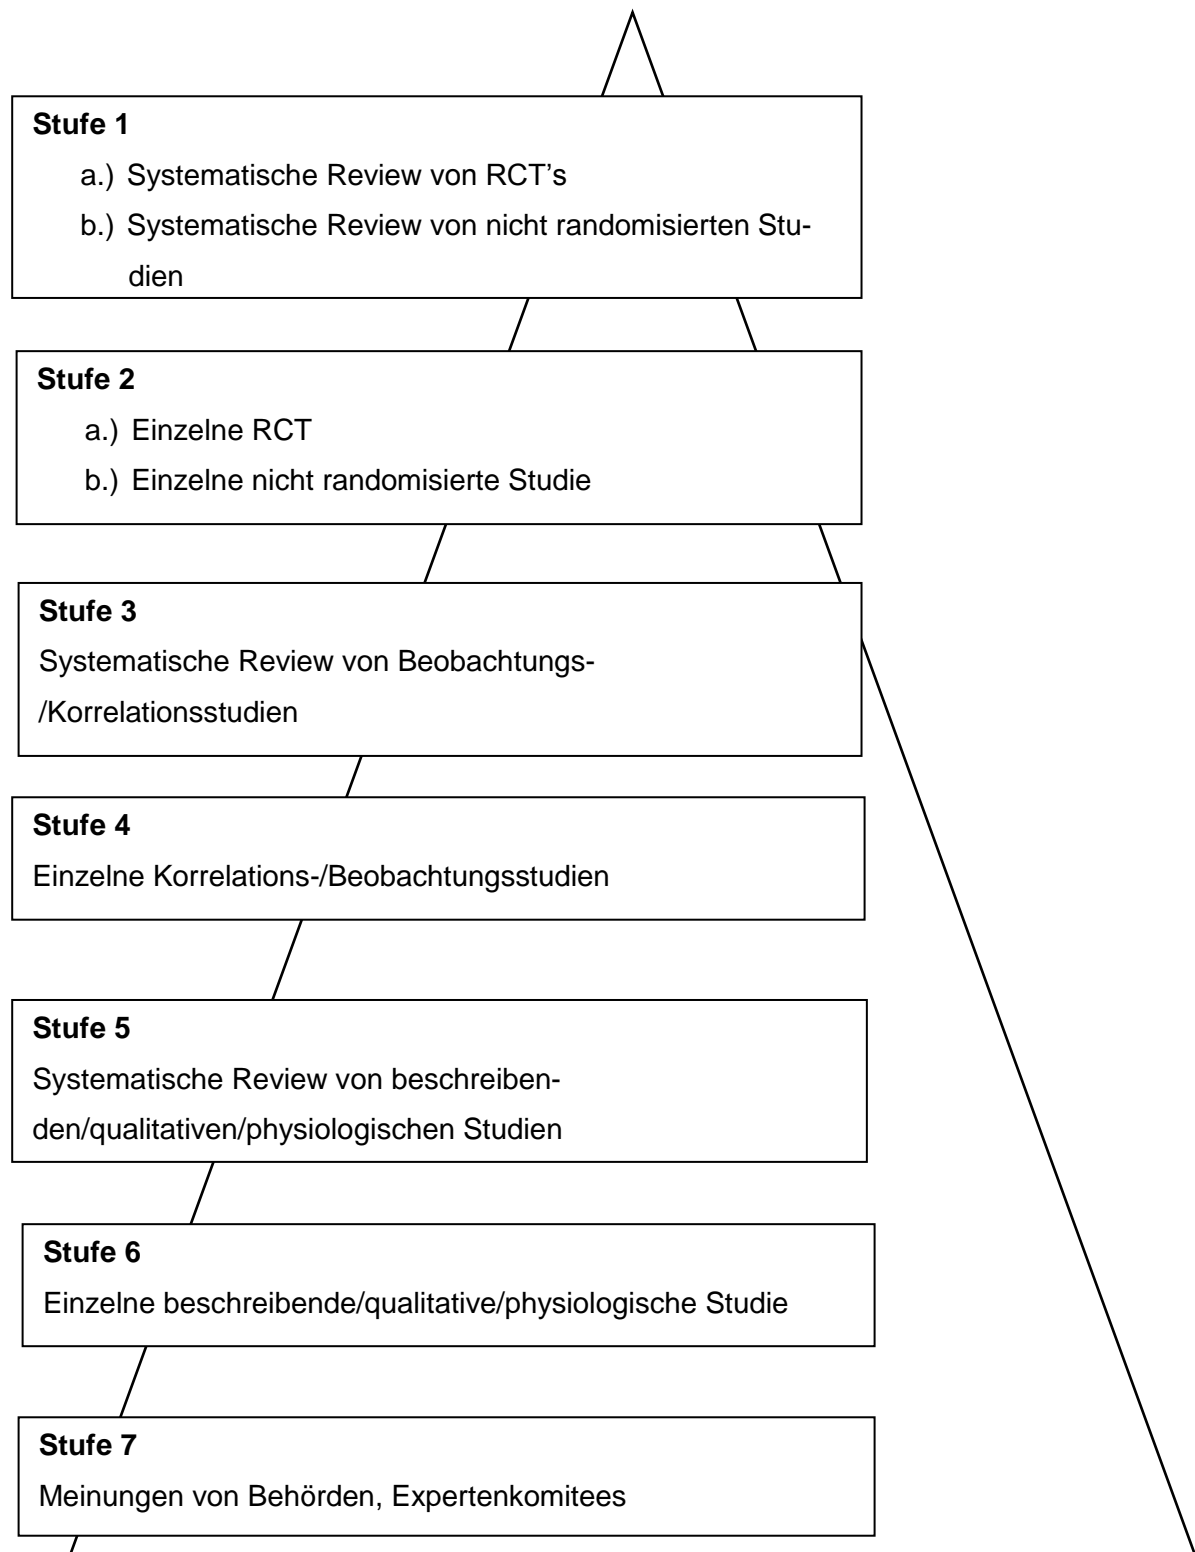 Stufe 1
a.) Systematische Review von RCT's
b.) Systematische Review von nicht randomisierten Stu-
dien
Stufe 2
a.) Einzelne RCT
b.) Einzelne nicht randomisierte Studie
Stufe 3
Systematische Review von Beobachtungs-
/Korrelationsstudien
Stufe 4
Einzelne Korrelations-/Beobachtungsstudien
Stufe 5
Systematische Review von beschreiben-
den/qualitativen/physiologischen Studien
Stufe 6
Einzelne beschreibende/qualitative/physiologische Studie
Stufe 7
Meinungen von Behörden, Expertenkomitees